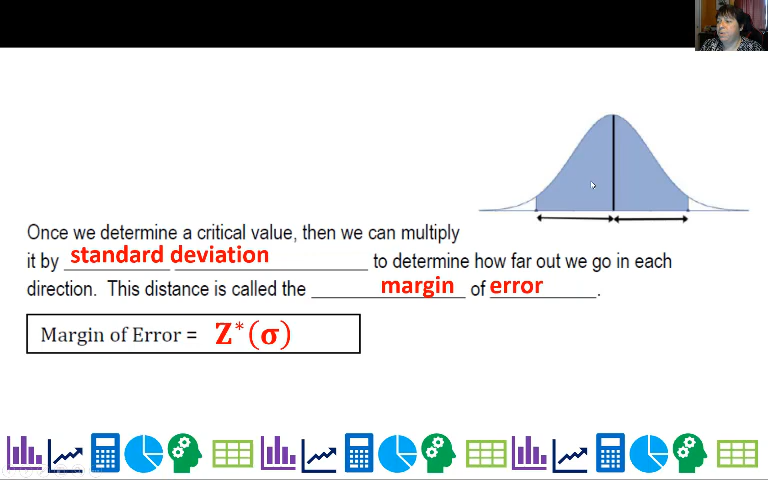 Once we determine a critical value, then we can multiply
it by standard deviation to determine how far out we go in each
direction. This distance is called the margin of error.
Margin of Error = Z*(σ)